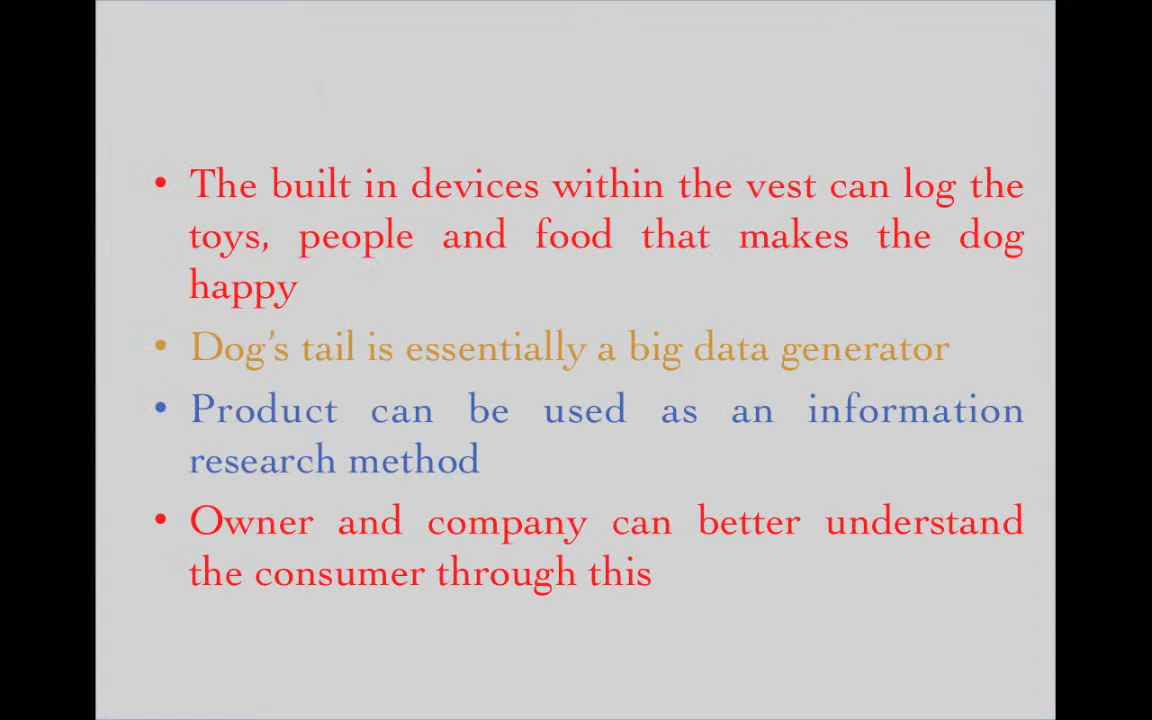 • The built in devices within the vest can log the
toys, people and food that makes the dog
happy
• Dog's tail is essentially a big data generator
• Product can be used as an information
research method
• Owner and company can better understand
the consumer through this